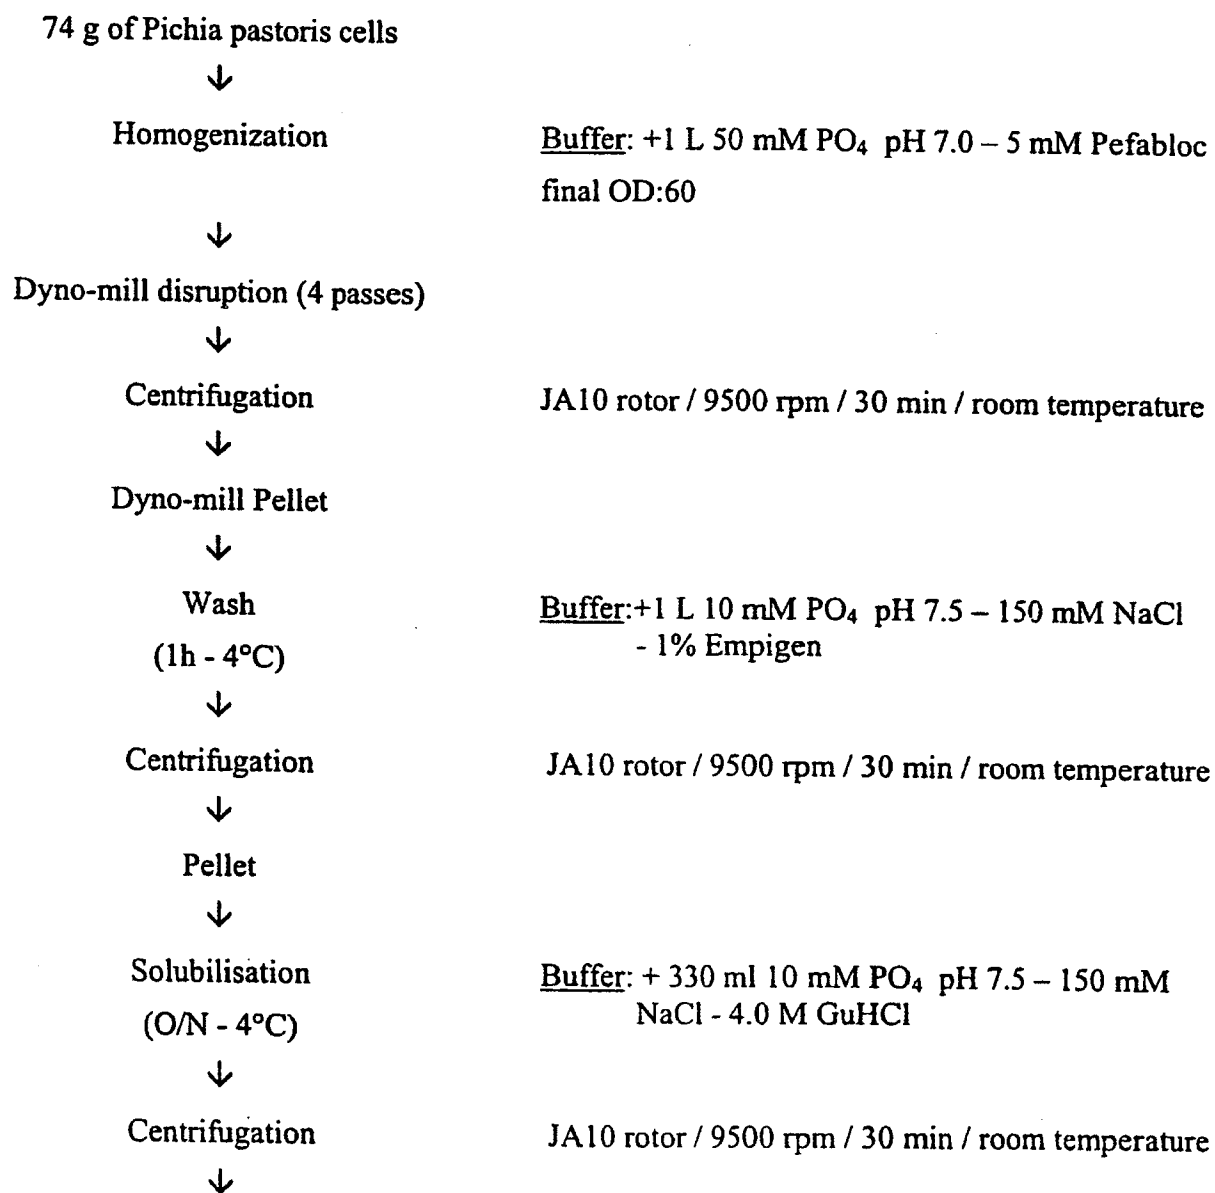 74 g of Pichia pastoris cells
↓
Homogenization
Buffer: +1 L 50 mM PO₄ pH 7.0 – 5 mM Pefabloc
final OD:60
↓
Dyno-mill disruption (4 passes)
↓
Centrifugation
JA10 rotor / 9500 rpm / 30 min / room temperature
↓
Dyno-mill Pellet
↓
Wash
(1h - 4°C)
Buffer:+1 L 10 mM PO₄ pH 7.5 – 150 mM NaCl
- 1% Empigen
↓
Centrifugation
JA10 rotor / 9500 rpm / 30 min / room temperature
↓
Pellet
↓
Solubilisation
(O/N - 4°C)
Buffer: + 330 ml 10 mM PO₄ pH 7.5 – 150 mM
NaCl - 4.0 M GuHCl
↓
Centrifugation
JA10 rotor / 9500 rpm / 30 min / room temperature
↓